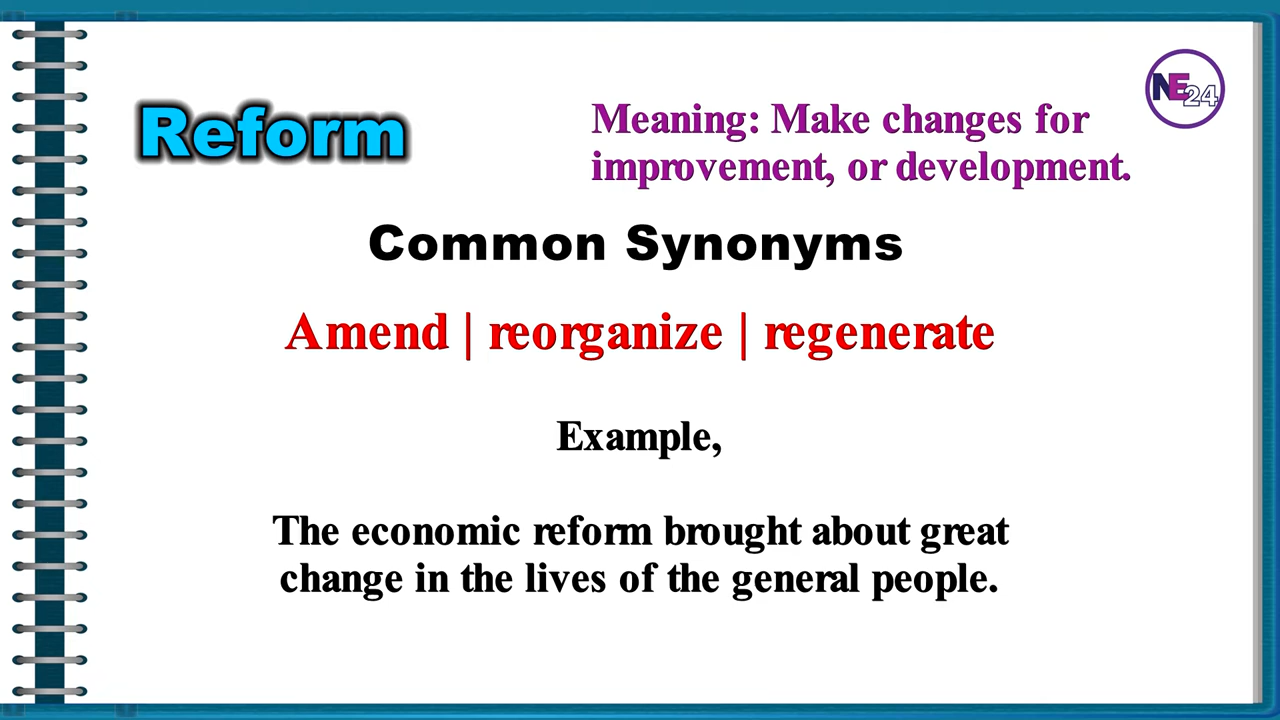 NE24
Reform
Meaning: Make changes for
improvement, or development.
Common Synonyms
Amend | reorganize | regenerate
Example,
The economic reform brought about great
change in the lives of the general people.